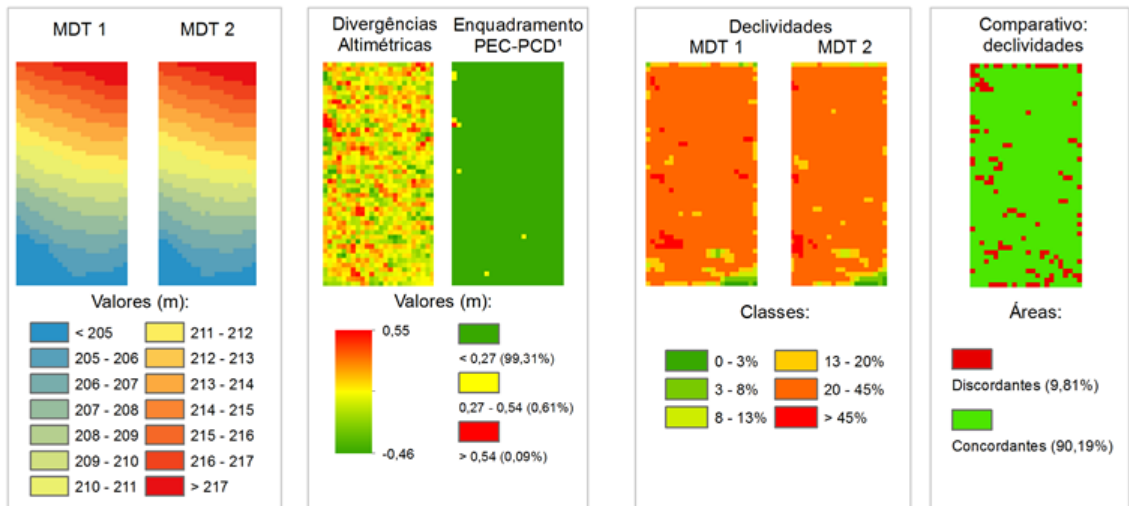 MDT 1
MDT 2
Valores (m):
< 205
205 - 206
206 - 207
207 - 208
208 - 209
209 - 210
210 - 211
211 - 212
212 - 213
213 - 214
214 - 215
215 - 216
216 - 217
> 217
Divergências
Altimétricas
Enquadramento
PEC-PCD¹
Valores (m):
0,55
-0,46
< 0,27 (99,31%)
0,27 - 0,54 (0,61%)
> 0,54 (0,09%)
Declividades
MDT 1
MDT 2
Classes:
0 - 3%
3 - 8%
8 - 13%
13 - 20%
20 - 45%
> 45%
Comparativo:
declividades
Áreas:
Discordantes (9,81%)
Concordantes (90,19%)